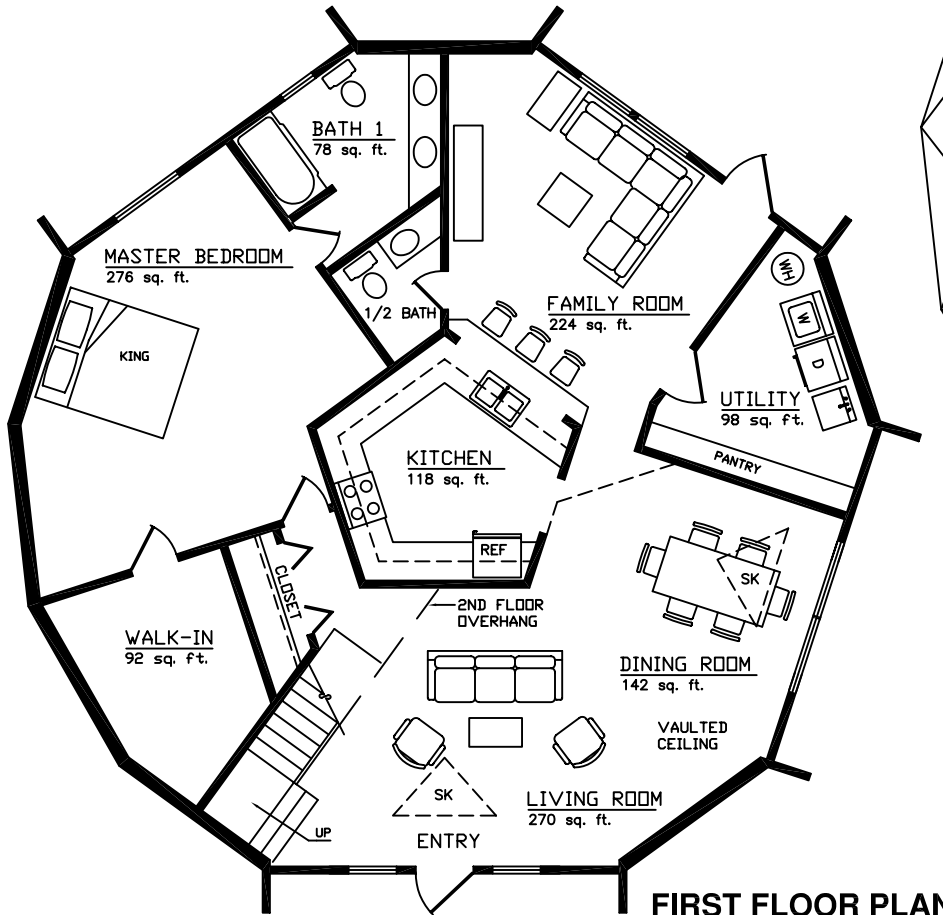 BATH 1
78 sq. ft.
MASTER BEDROOM
276 sq. ft.
KING
1/2 BATH
FAMILY ROOM
224 sq. ft.
WH
W
D
UTILITY
98 sq. ft.
PANTRY
KITCHEN
118 sq. ft.
REF
CLOSET
WALK-IN
92 sq. ft.
2ND FLOOR
OVERHANG
SK
DINING ROOM
142 sq. ft.
VAULTED
CEILING
SK
LIVING ROOM
270 sq. ft.
UP
ENTRY
FIRST FLOOR PLAN